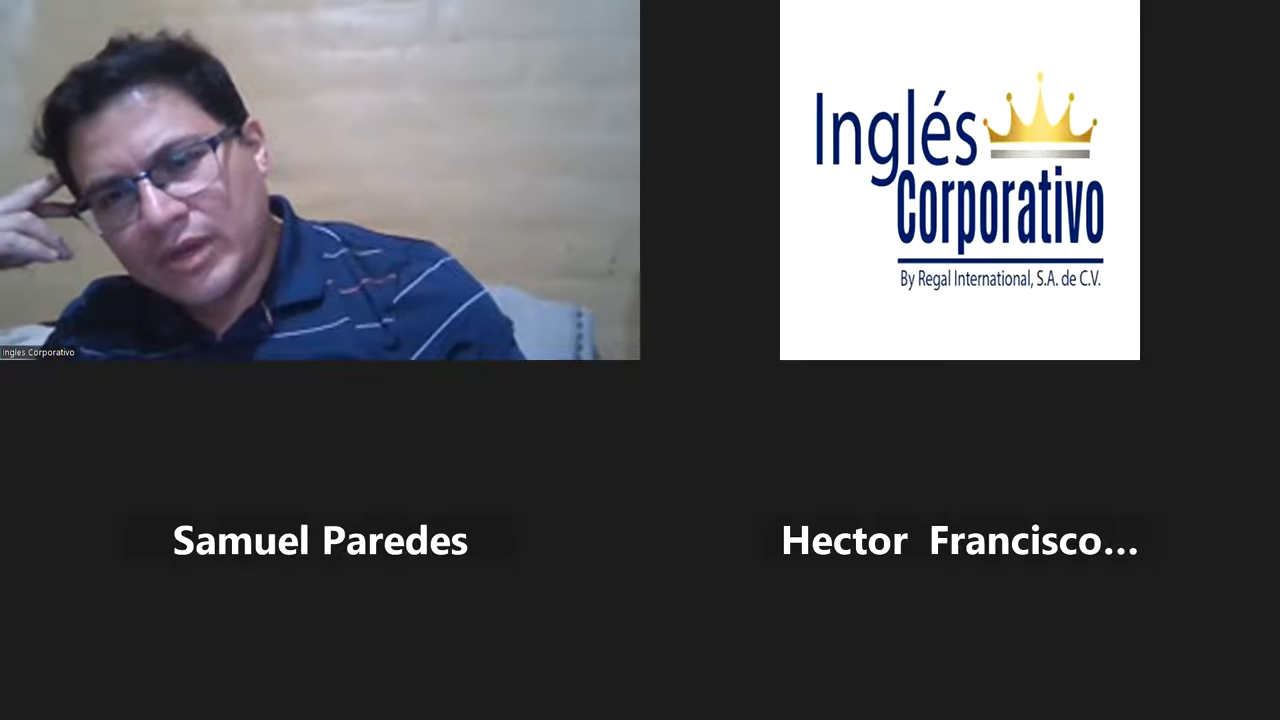 Inglés
Corporativo
By Regal International, S.A. de C.V.
Ingles Corporativo
Samuel Paredes
Hector Francisco...